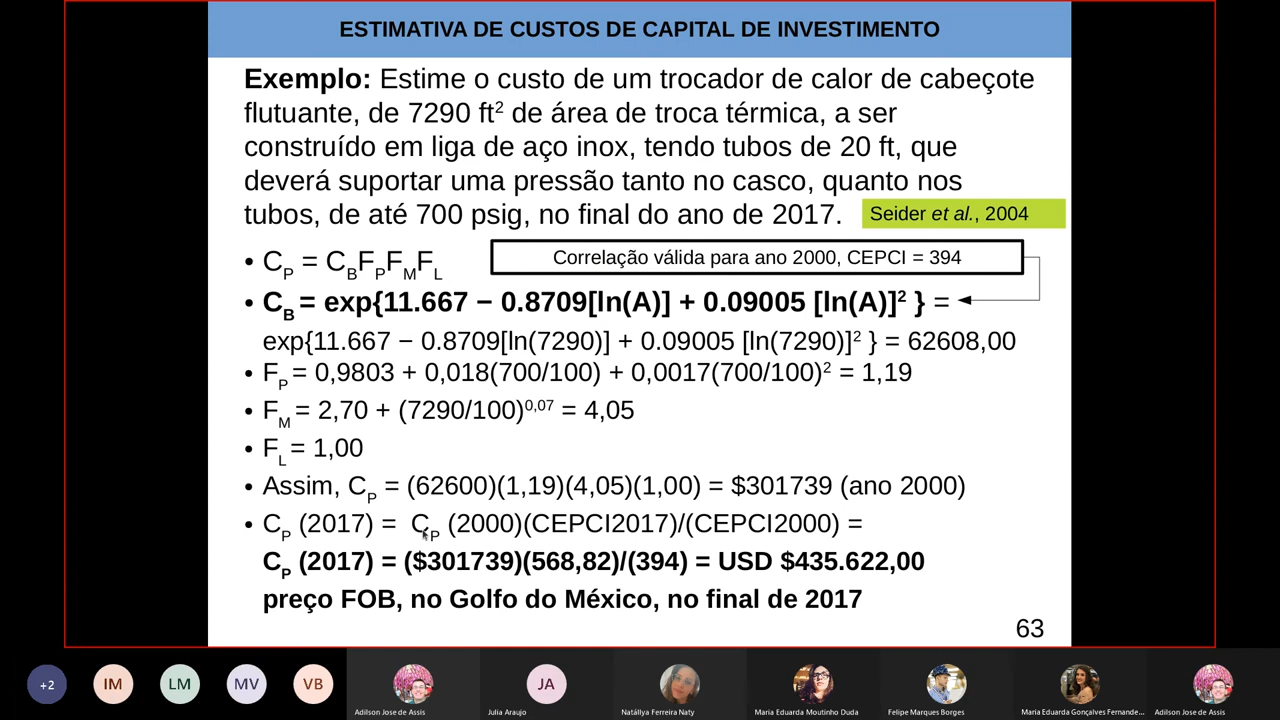 ESTIMATIVA DE CUSTOS DE CAPITAL DE INVESTIMENTO
Exemplo: Estime o custo de um trocador de calor de cabeçote
flutuante, de 7290 ft² de área de troca térmica, a ser
construído em liga de aço inox, tendo tubos de 20 ft, que
deverá suportar uma pressão tanto no casco, quanto nos
tubos, de até 700 psig, no final do ano de 2017.
Seider et al., 2004
• CP = CBFPFMFL
Correlação válida para ano 2000, CEPCI = 394
• CB = exp{11.667 − 0.8709[ln(A)] + 0.09005 [ln(A)]² } =
exp{11.667 − 0.8709[ln(7290)] + 0.09005 [ln(7290)]² } = 62608,00
• FP = 0,9803 + 0,018(700/100) + 0,0017(700/100)² = 1,19
• FM = 2,70 + (7290/100)⁰,⁰⁷ = 4,05
• FL = 1,00
• Assim, CP = (62600)(1,19)(4,05)(1,00) = $301739 (ano 2000)
• CP (2017) = CP (2000)(CEPCI2017)/(CEPCI2000) =
CP (2017) = ($301739)(568,82)/(394) = USD $435.622,00
preço FOB, no Golfo do México, no final de 2017
63
+2 IM LM MV VB JA
Adilson Jose de Assis Julia Araujo Natállya Ferreira Naty Maria Eduarda Moutinho Duda Felipe Marques Borges Maria Eduarda Gonçalves Fernande... Adilson Jose de Assis